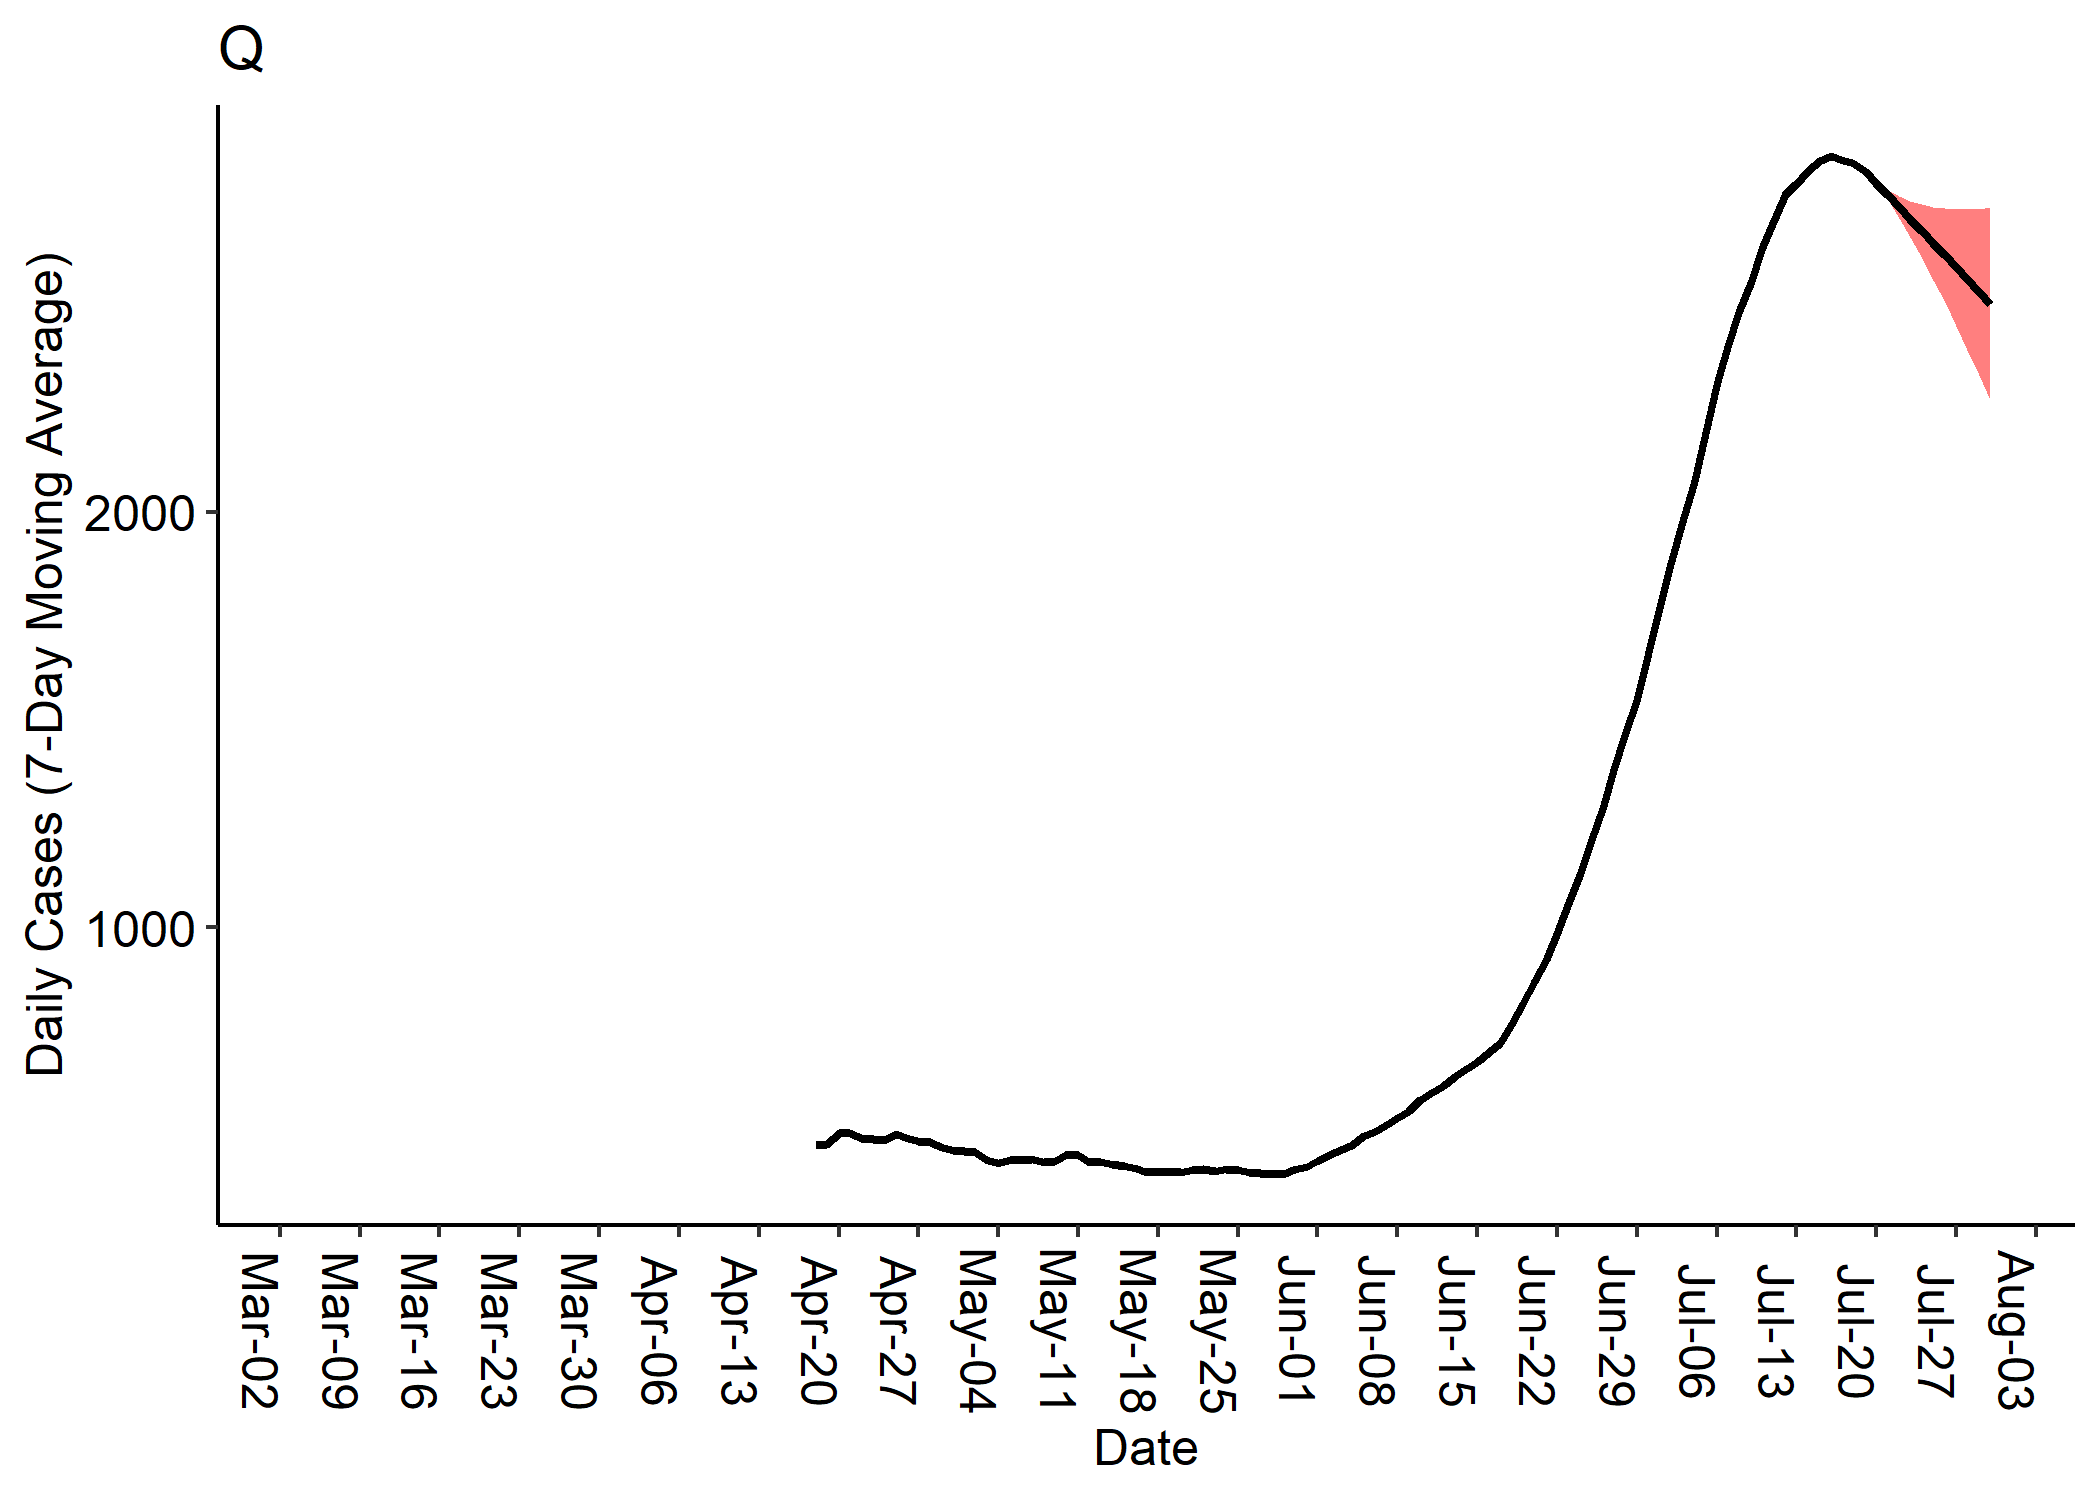 Q
Daily Cases (7-Day Moving Average)
2000
1000
Mar-02
Mar-09
Mar-16
Mar-23
Mar-30
Apr-06
Apr-13
Apr-20
Apr-27
May-04
May-11
May-18
May-25
Jun-01
Jun-08
Jun-15
Jun-22
Jun-29
Jul-06
Jul-13
Jul-20
Jul-27
Aug-03
Date